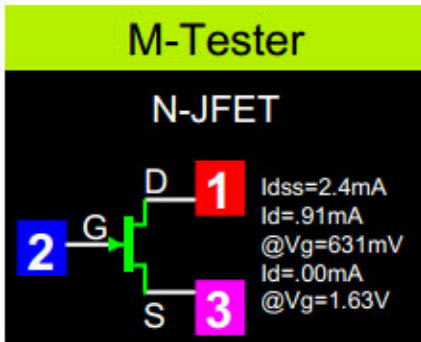 M-Tester
N-JFET
D
1
Idss=2.4mA
Id=.91mA
2
G
@Vg=631mV
Id=.00mA
S
3
@Vg=1.63V